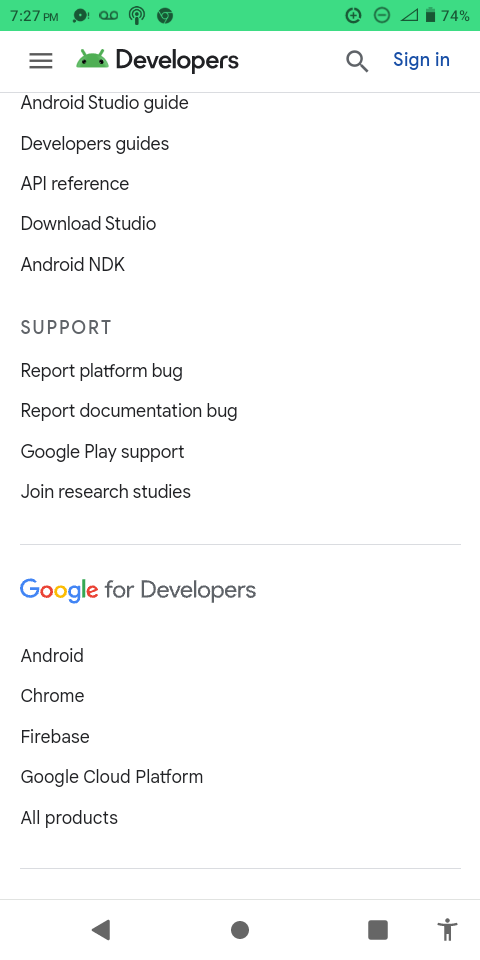 7:27 PM
74%
Developers
Sign in
Android Studio guide
Developers guides
API reference
Download Studio
Android NDK
SUPPORT
Report platform bug
Report documentation bug
Google Play support
Join research studies
Google for Developers
Android
Chrome
Firebase
Google Cloud Platform
All products